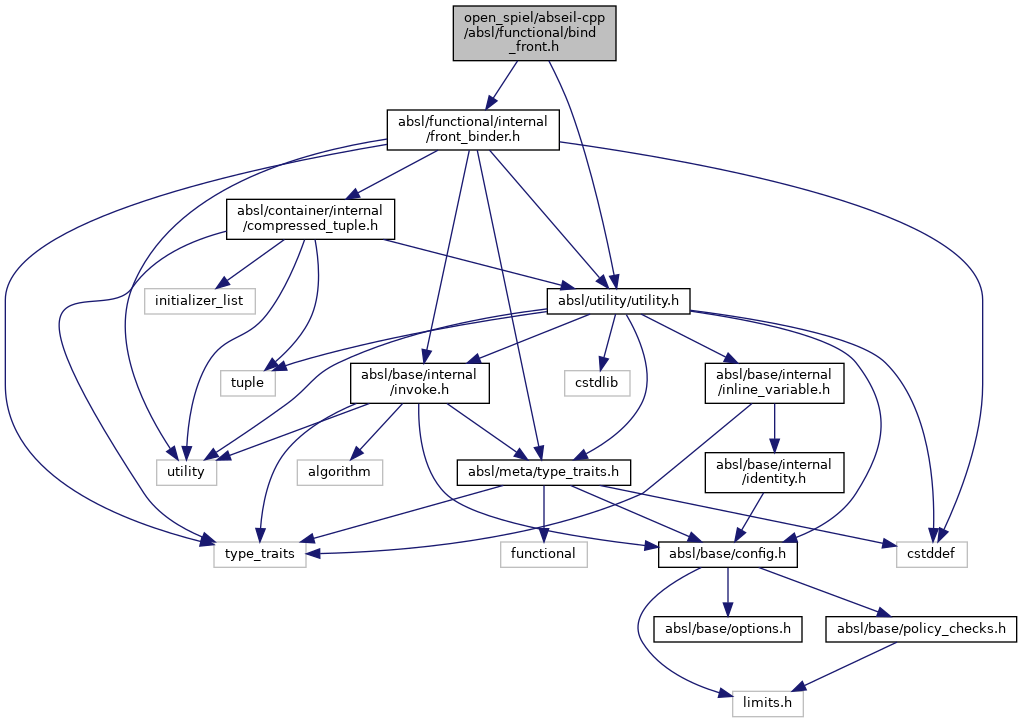 open_spiel/abseil-cpp
/absl/functional/bind
_front.h
absl/functional/internal
/front_binder.h
absl/container/internal
/compressed_tuple.h
initializer_list
absl/utility/utility.h
tuple
absl/base/internal
/invoke.h
cstdlib
absl/base/internal
/inline_variable.h
utility
algorithm
absl/meta/type_traits.h
absl/base/internal
/identity.h
type_traits
functional
absl/base/config.h
cstddef
absl/base/options.h
absl/base/policy_checks.h
limits.h